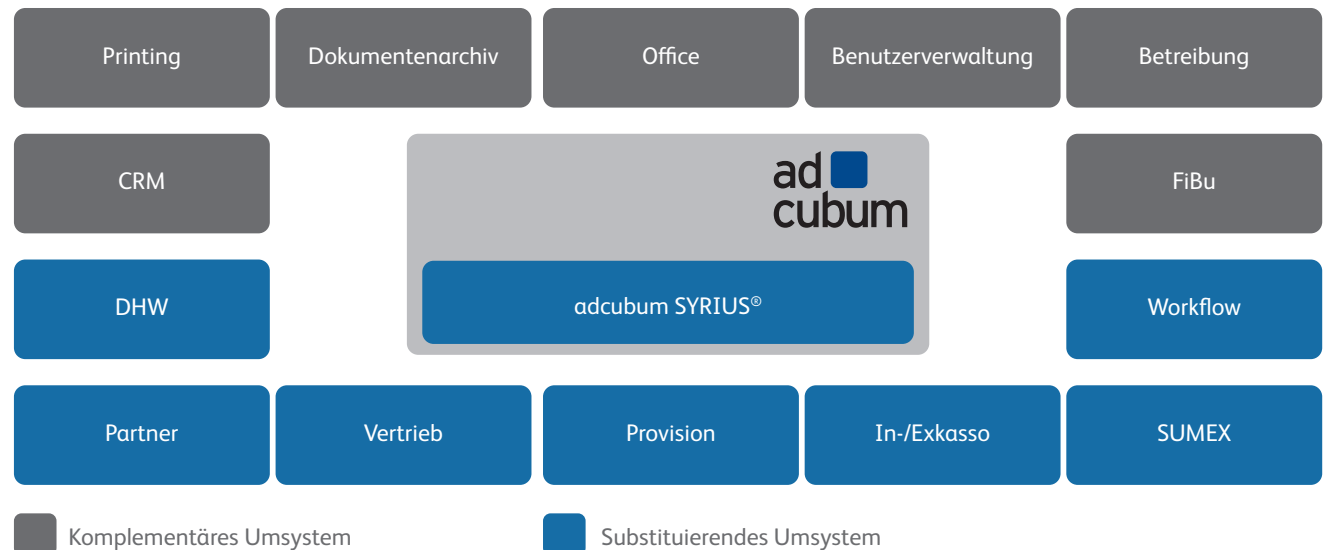 Printing
Dokumentenarchiv
Office
Benutzerverwaltung
Betreibung
CRM
ad
cubum
FiBu
DHW
adcubum SYRIUS®
Workflow
Partner
Vertrieb
Provision
In-/Exkasso
SUMEX
Komplementäres Umsystem
Substituierendes Umsystem